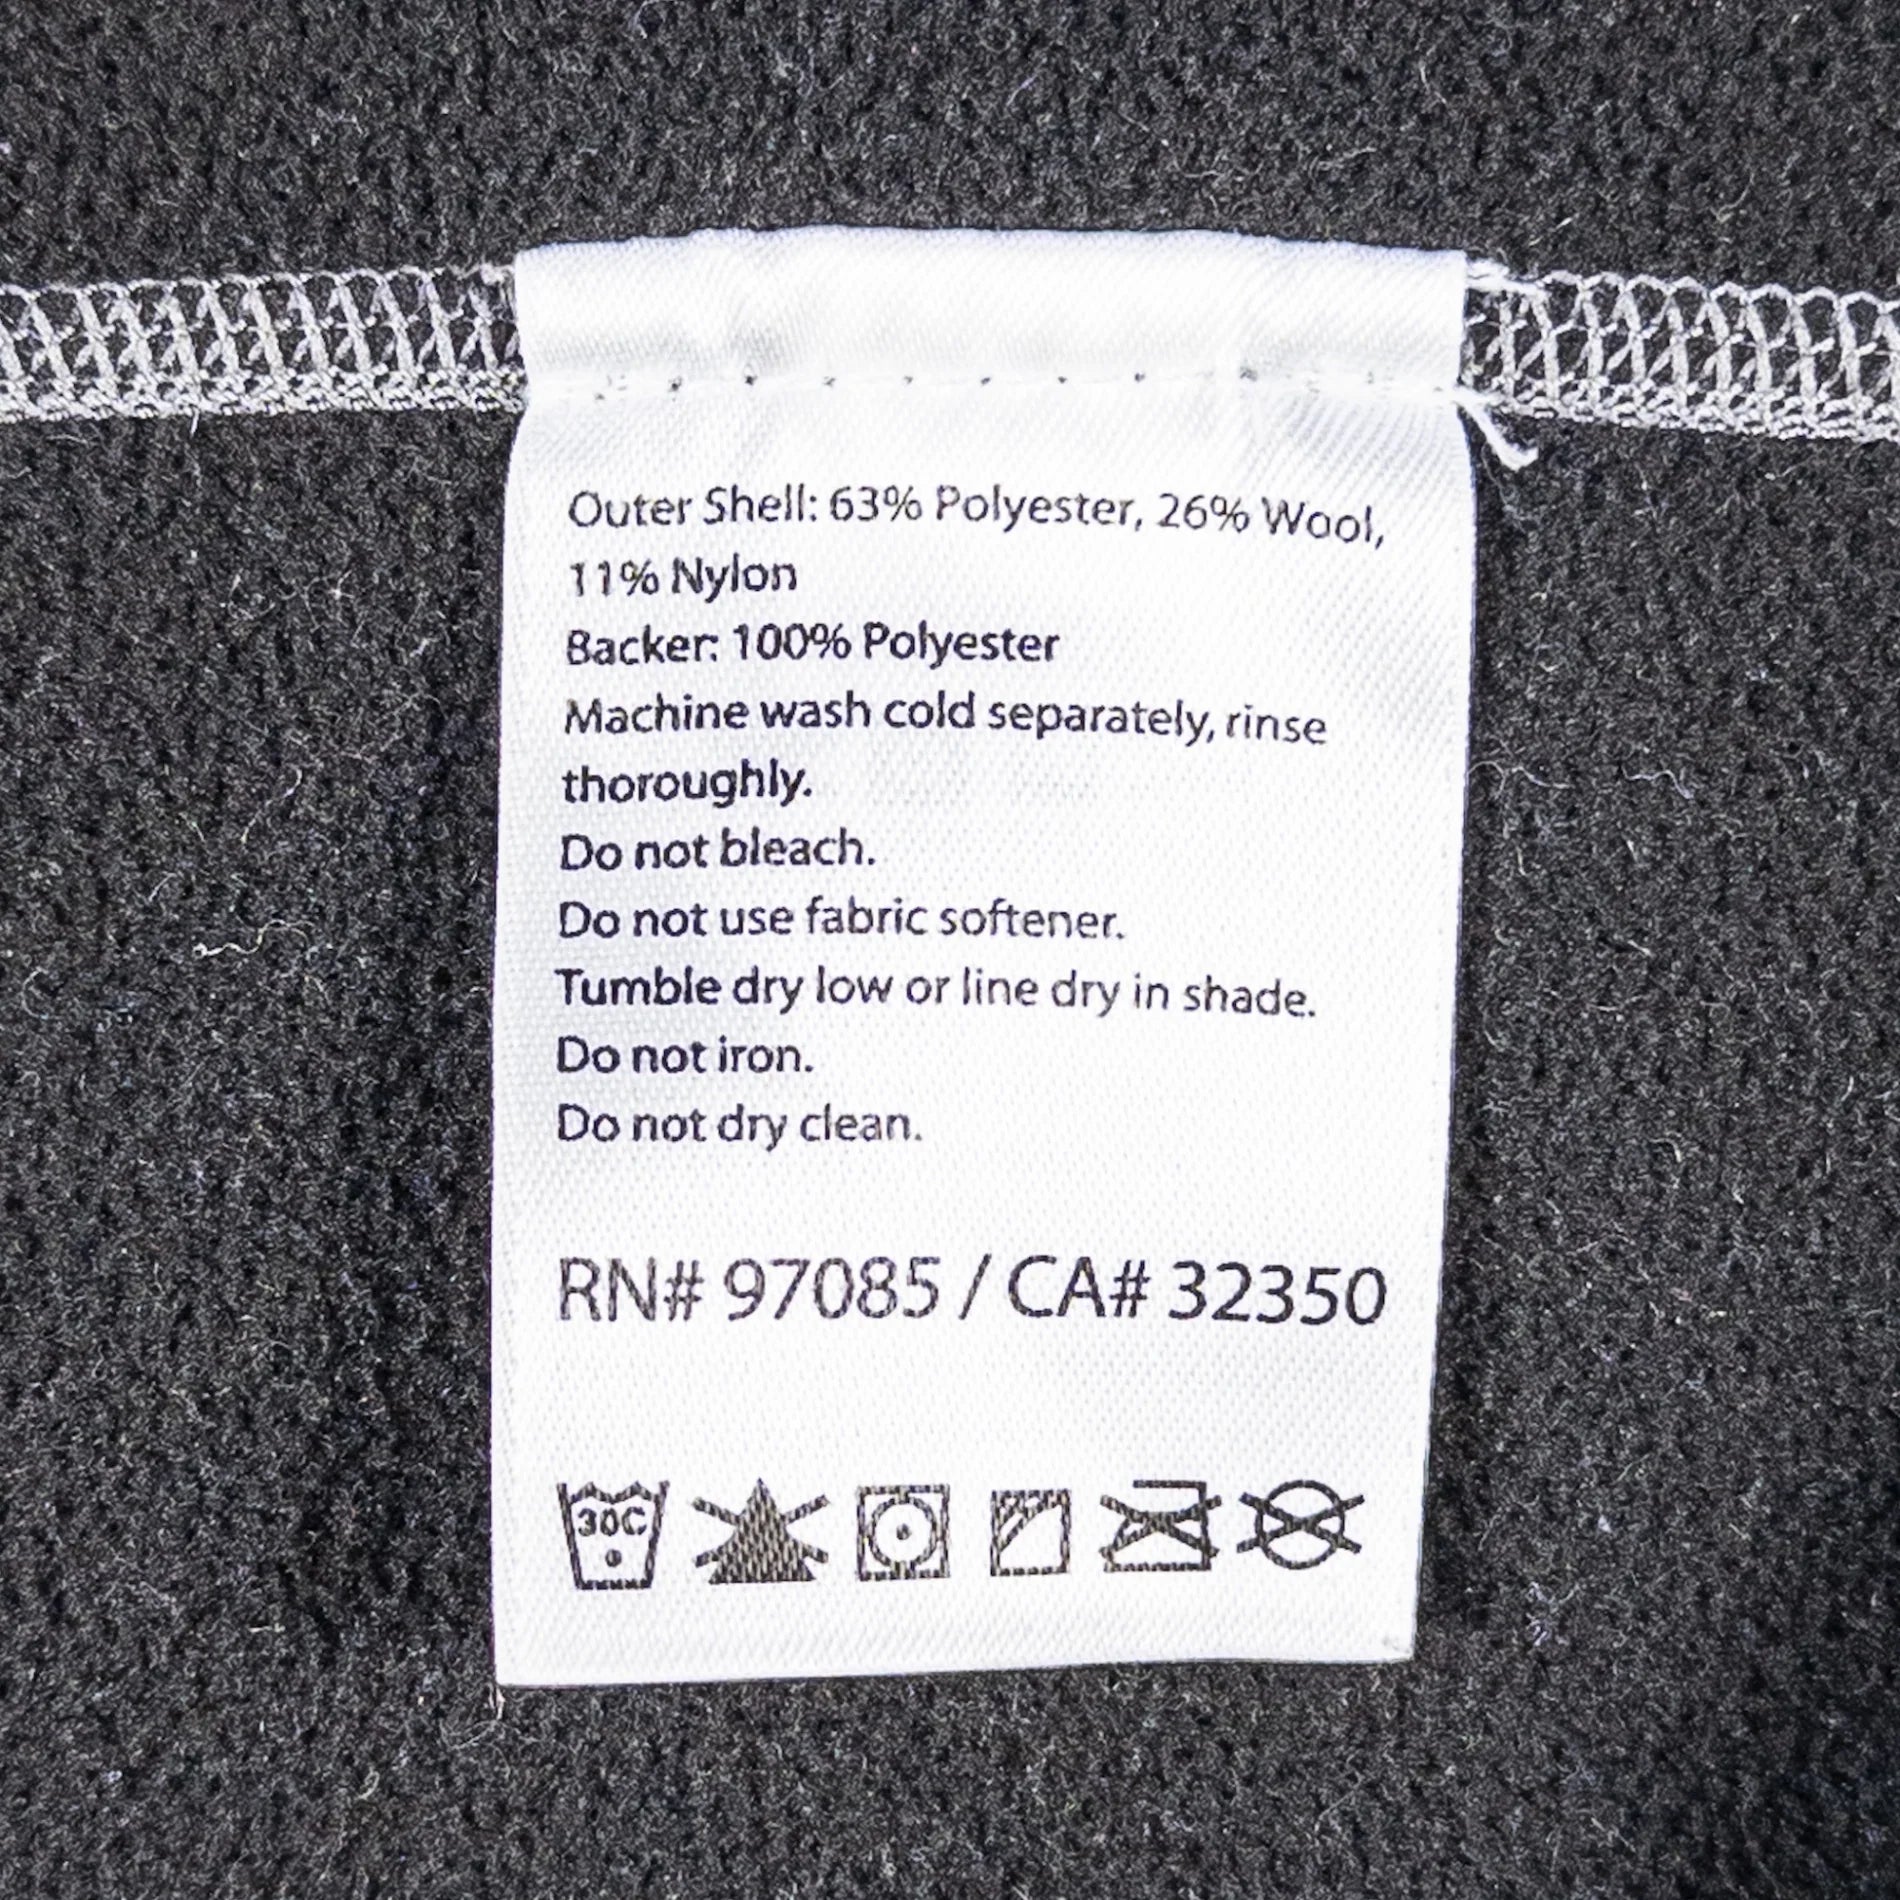 Outer Shell: 63% Polyester, 26% Wool,
11% Nylon
Backer: 100% Polyester
Machine wash cold separately, rinse
thoroughly.
Do not bleach.
Do not use fabric softener.
Tumble dry low or line dry in shade.
Do not iron.
Do not dry clean.
RN# 97085 / CA# 32350
30C